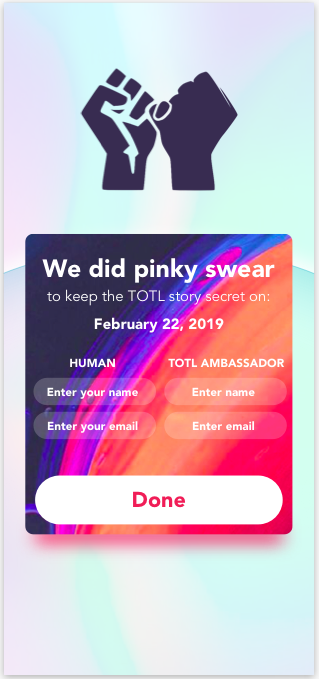 We did pinky swear
to keep the TOTL story secret on:
February 22, 2019
HUMAN TOTL AMBASSADOR
Enter your name Enter name
Enter your email Enter email
Done